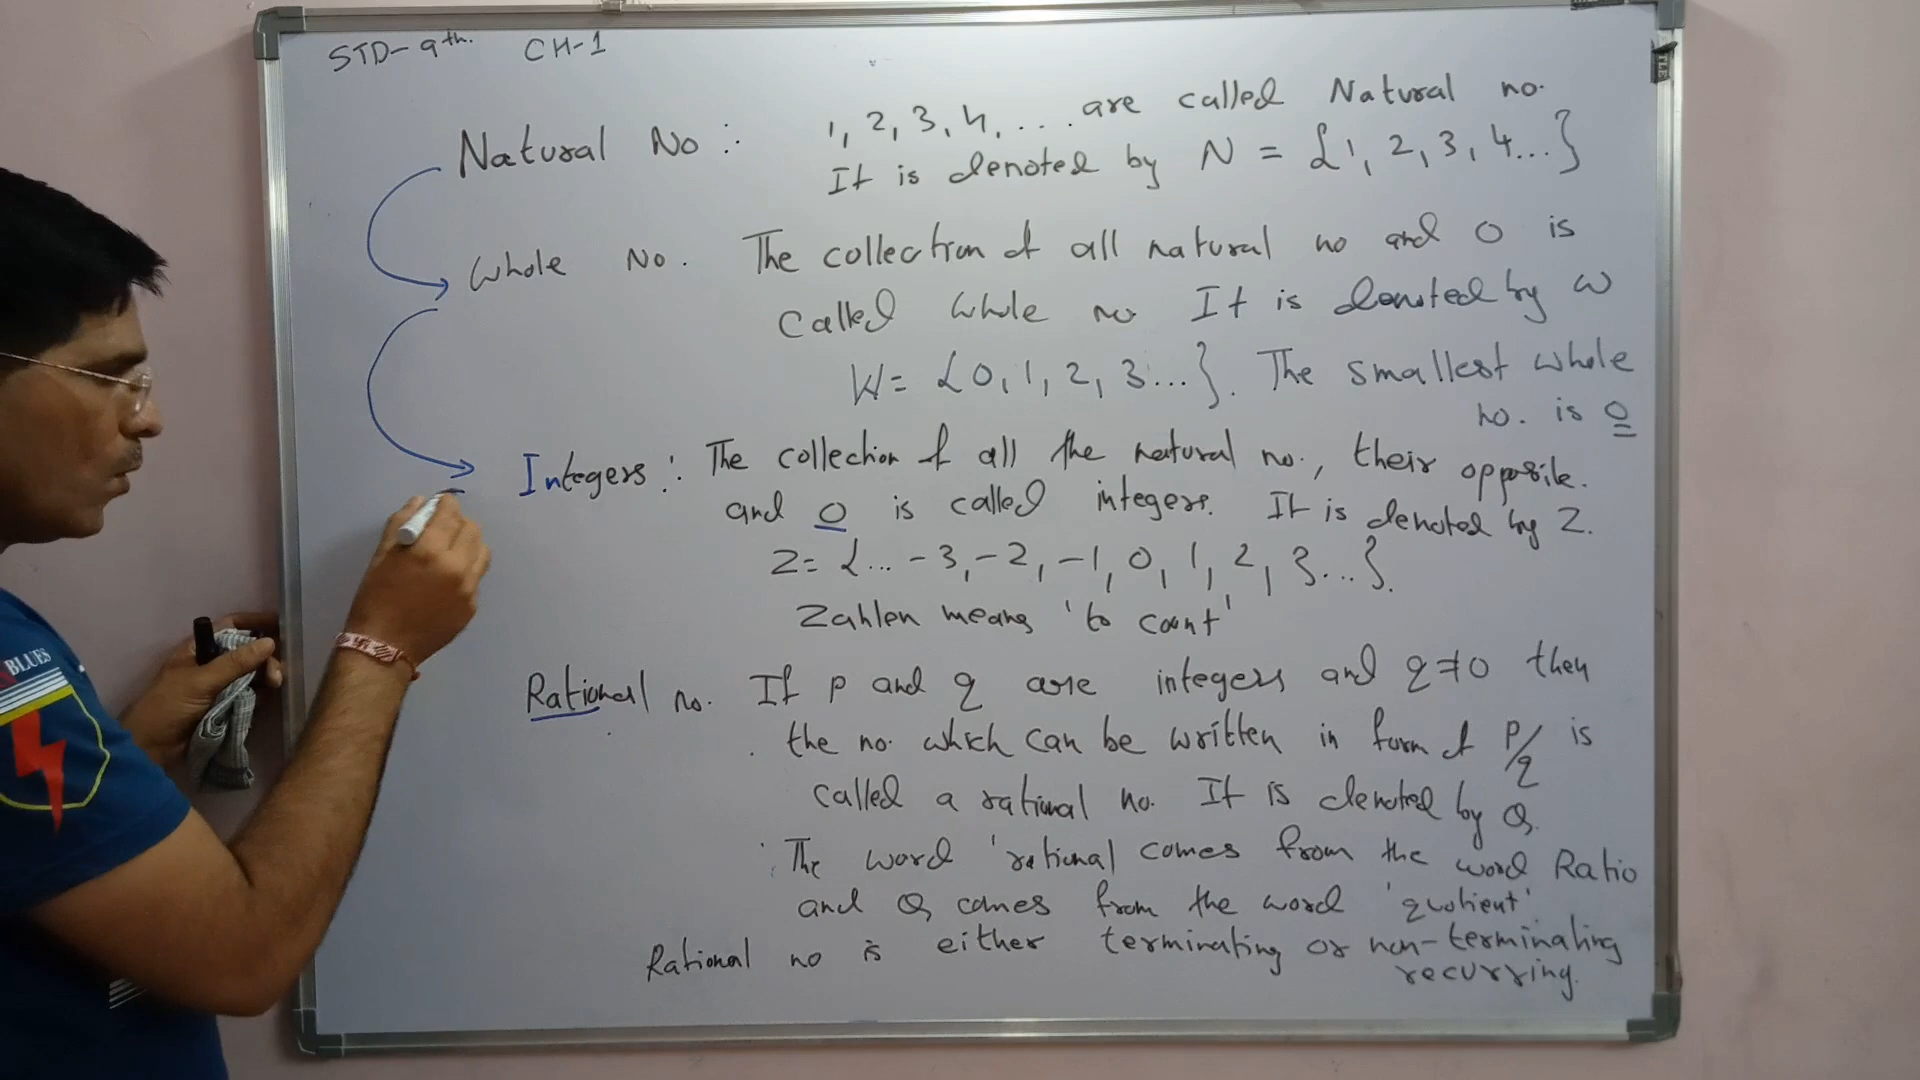 STD-9th. CH-1
Natural No:. 1, 2, 3, 4, ... are called Natural no.
It is denoted by N = {1, 2, 3, 4...}
Whole No. The collection of all natural no and 0 is
called whole no It is denoted by W
W = {0, 1, 2, 3...}. The smallest whole
no. is 0
Integers:. The collection of all the natural no., their opposite.
and 0 is called integers. It is denoted by Z.
Z = {... -3, -2, -1, 0, 1, 2, 3...}.
Zahlen means 'to count'
Rational no. If p and q are integers and q≠0 then
the no. which can be written in form of P/q is
called a rational no. It is denoted by Q.
The word 'rational comes from the word Ratio
and Q comes from the word 'quotient'
Rational no is either terminating or non-terminating
recurring.
BLUES